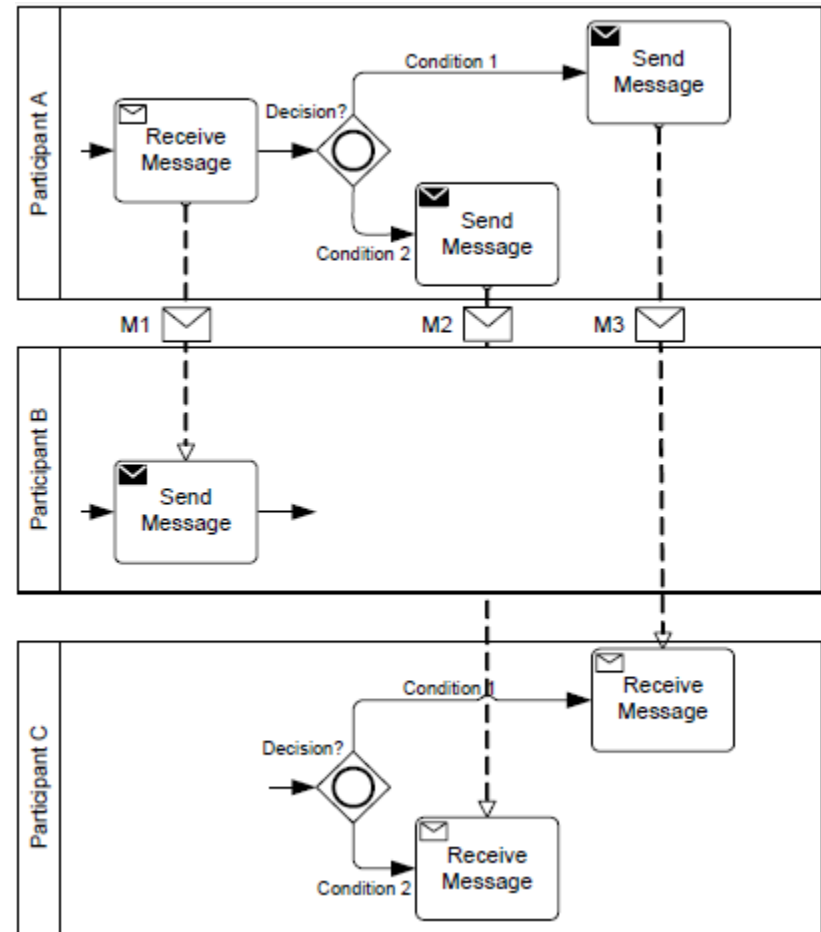 Participant A
Condition 1
Send
Message
Decision?
Receive
Message
Send
Message
Condition 2
M1
M2
M3
Participant B
Send
Message
Participant C
Receive
Message
Condition 1
Decision?
Receive
Message
Condition 2